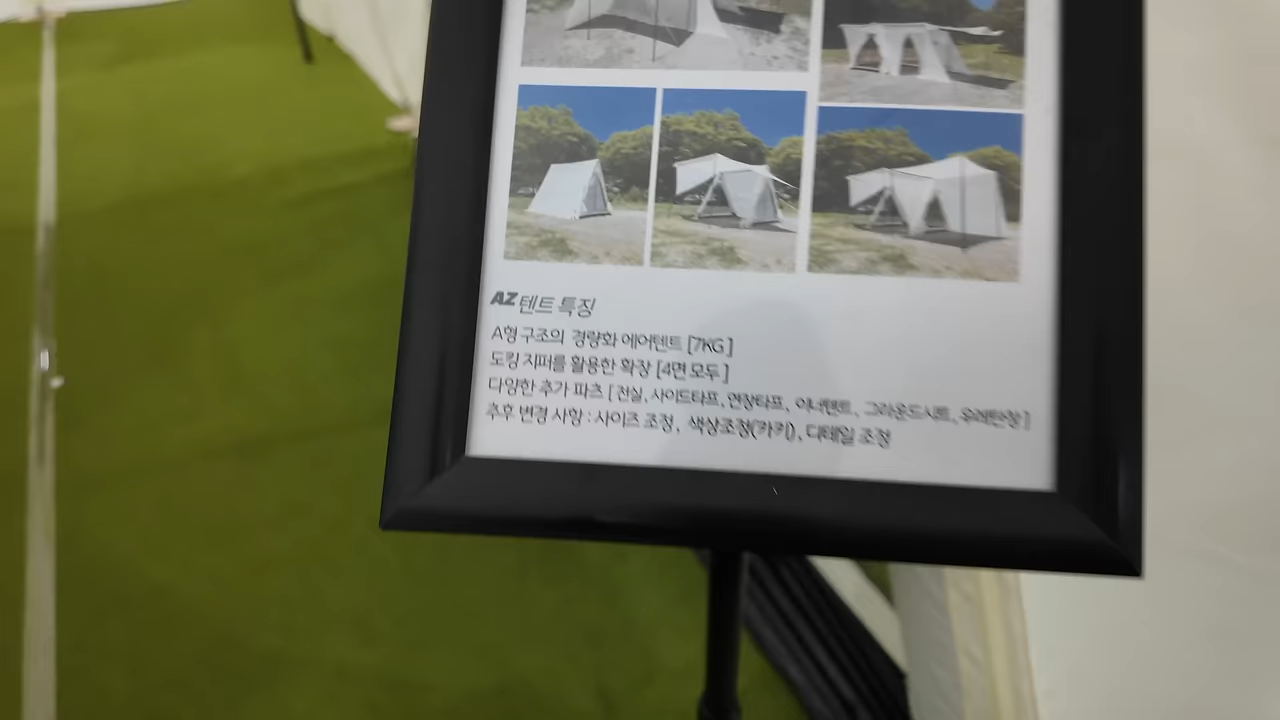 AZ 텐트 특징
A형 구조의 경량화 에어텐트 [7KG]
도킹 지퍼를 활용한 확장 [4면 모두]
다양한 추가 파츠 [전실, 사이드타프, 연장타프, 이너텐트, 그라운드시트, 우레탄창]
추후 변경 사항 : 사이즈 조정, 색상조정(카키), 디테일 조정